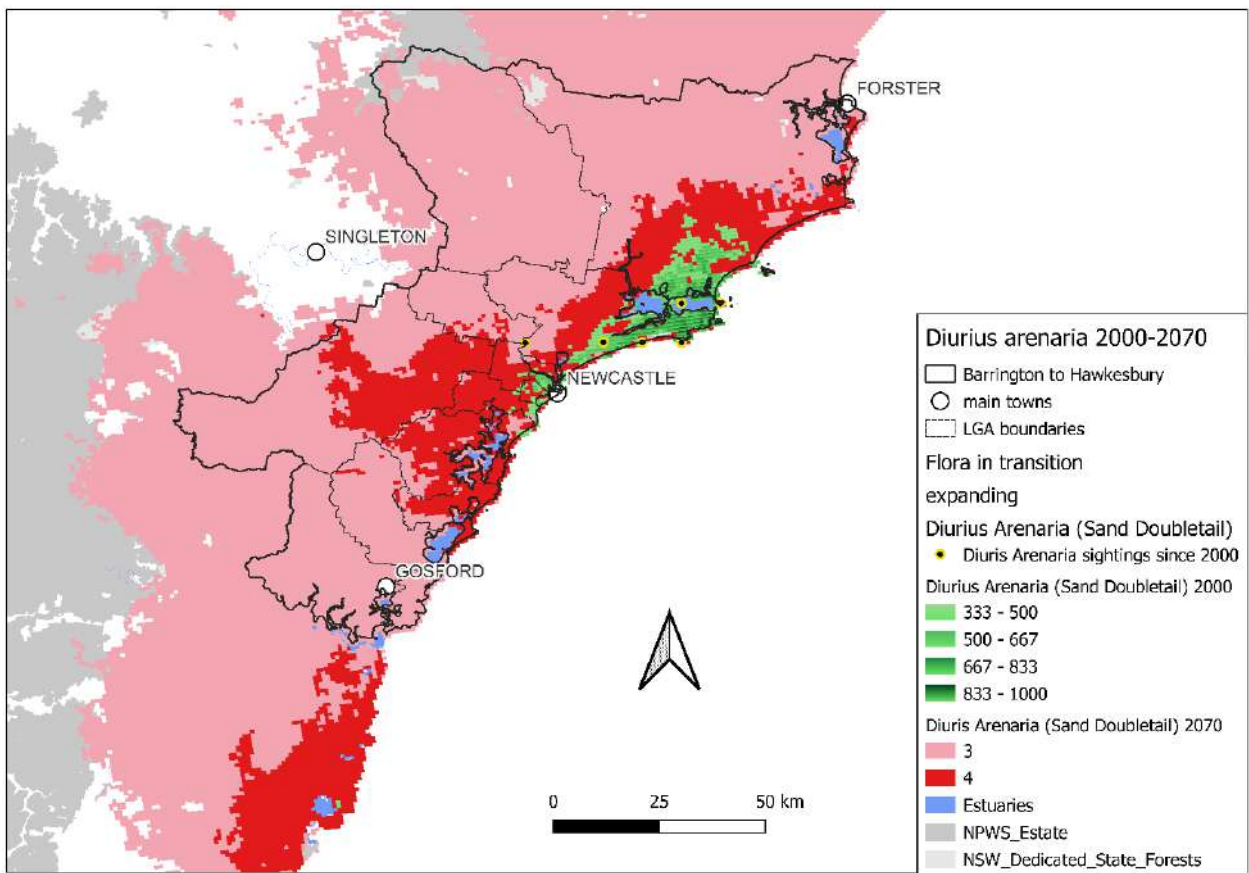 FORSTER
SINGLETON
NEWCASTLE
GOSFORD
0 25 50 km
Diurius arenaria 2000-2070
Barrington to Hawkesbury
main towns
LGA boundaries
Flora in transition
expanding
Diurius Arenaria (Sand Doubletail)
Diuris Arenaria sightings since 2000
Diurius Arenaria (Sand Doubletail) 2000
333 - 500
500 - 667
667 - 833
833 - 1000
Diuris Arenaria (Sand Doubletail) 2070
3
4
Estuaries
NPWS_Estate
NSW_Dedicated_State_Forests